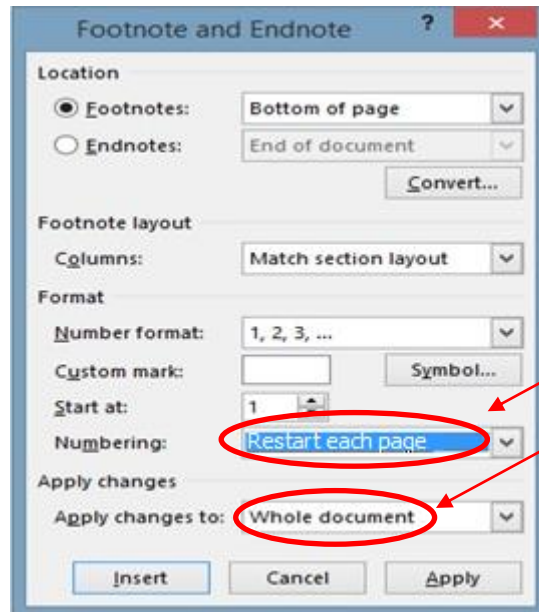 Footnote and Endnote ?
Location
Footnotes: Bottom of page
Endnotes: End of document
Convert...
Footnote layout
Columns: Match section layout
Format
Number format: 1, 2, 3, ...
Custom mark: Symbol...
Start at: 1
Numbering: Restart each page
Apply changes
Apply changes to: Whole document
Insert Cancel Apply